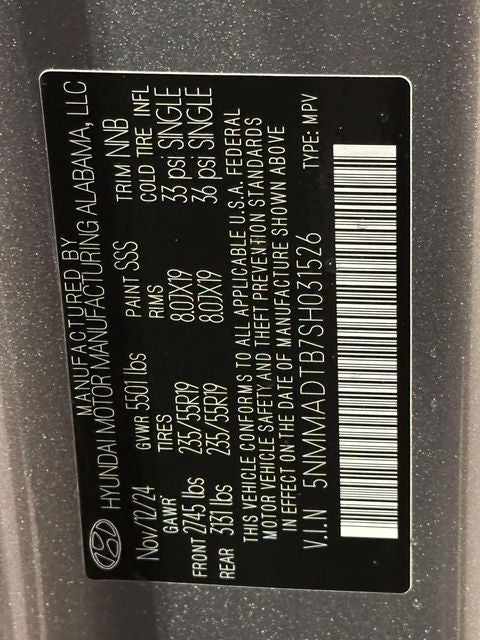 MANUFACTURED BY
HYUNDAI MOTOR MANUFACTURING ALABAMA, LLC
Nov/12/24 GVWR 5501 lbs PAINT SSS TRIM NNB
GAWR TIRES RIMS COLD TIRE INFL
FRONT 2745 lbs 235/55R19 8.0JX19 33 psi SINGLE
REAR 3131 lbs 235/55R19 8.0JX19 36 psi SINGLE
THIS VEHICLE CONFORMS TO ALL APPLICABLE U.S.A. FEDERAL
MOTOR VEHICLE SAFETY AND THEFT PREVENTION STANDARDS
IN EFFECT ON THE DATE OF MANUFACTURE SHOWN ABOVE
V.I.N 5NMMADTB7SH031526 TYPE: MPV